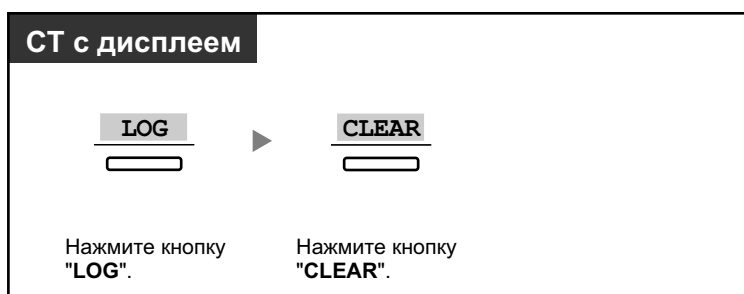 СТ с дисплеем
LOG
CLEAR
Нажмите кнопку
"LOG".
Нажмите кнопку
"CLEAR".